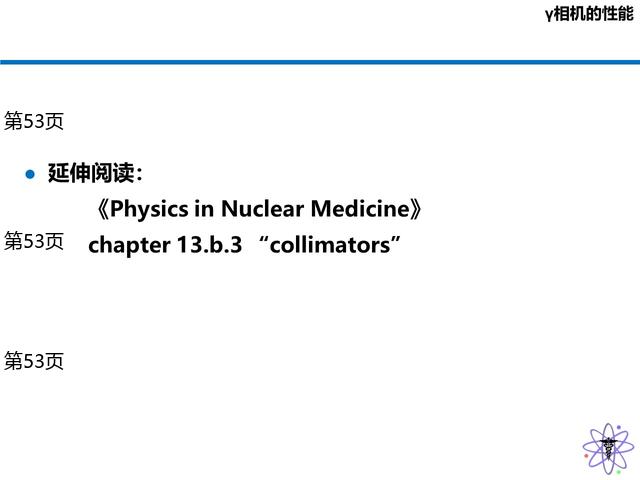 γ相机的性能
第53页
延伸阅读：
《Physics in Nuclear Medicine》
第53页
chapter 13.b.3 “collimators”
第53页